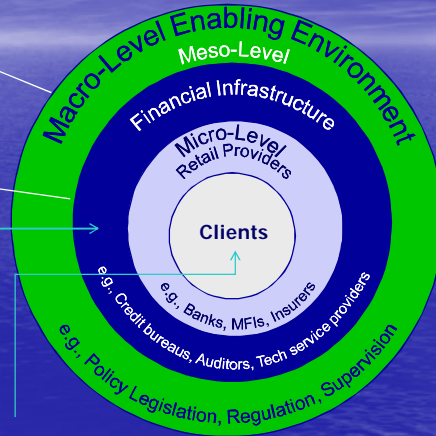 Macro-Level Enabling Environment
Meso-Level
Financial Infrastructure
Micro-Level
Retail Providers
Clients
e.g., Banks, MFIs, Insurers
e.g., Credit bureaus, Auditors, Tech service providers
e.g., Policy Legislation, Regulation, Supervision